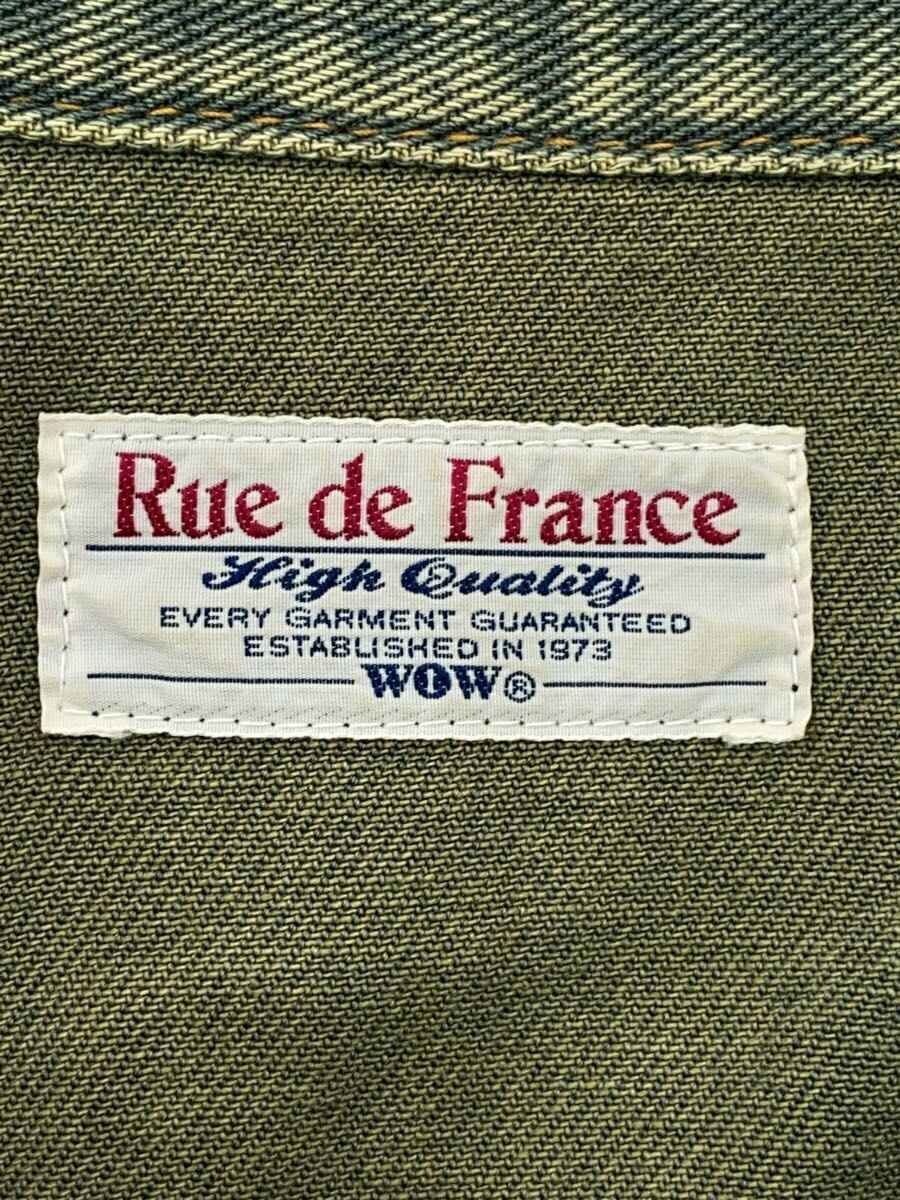 Rue de France
High Quality
EVERY GARMENT GUARANTEED
ESTABLISHED IN 1973
WOW®